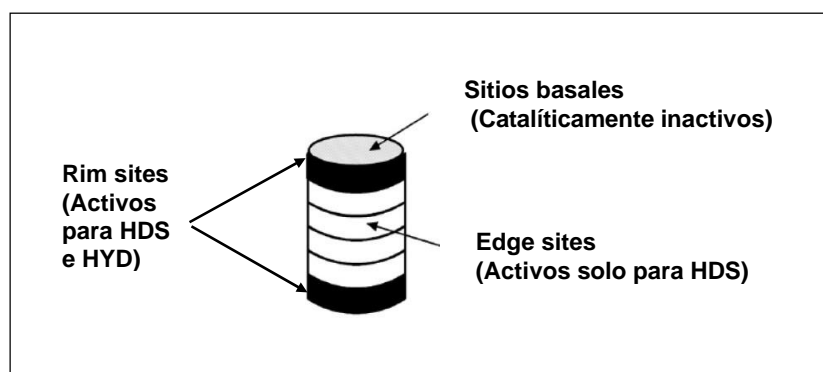 Sitios basales
(Catalíticamente inactivos)
Rim sites
(Activos
para HDS
e HYD)
Edge sites
(Activos solo para HDS)